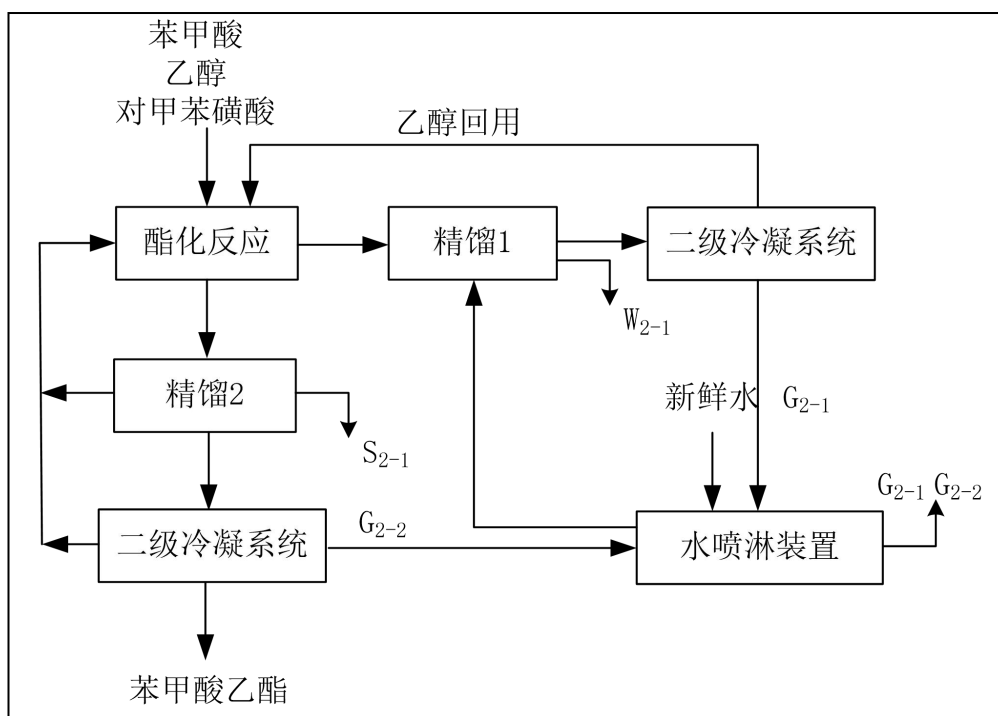 苯甲酸
乙醇
对甲苯磺酸
乙醇回用
酯化反应
精馏1
二级冷凝系统
W2-1
精馏2
S2-1
新鲜水
G2-1
二级冷凝系统
G2-2
水喷淋装置
G2-1 G2-2
苯甲酸乙酯